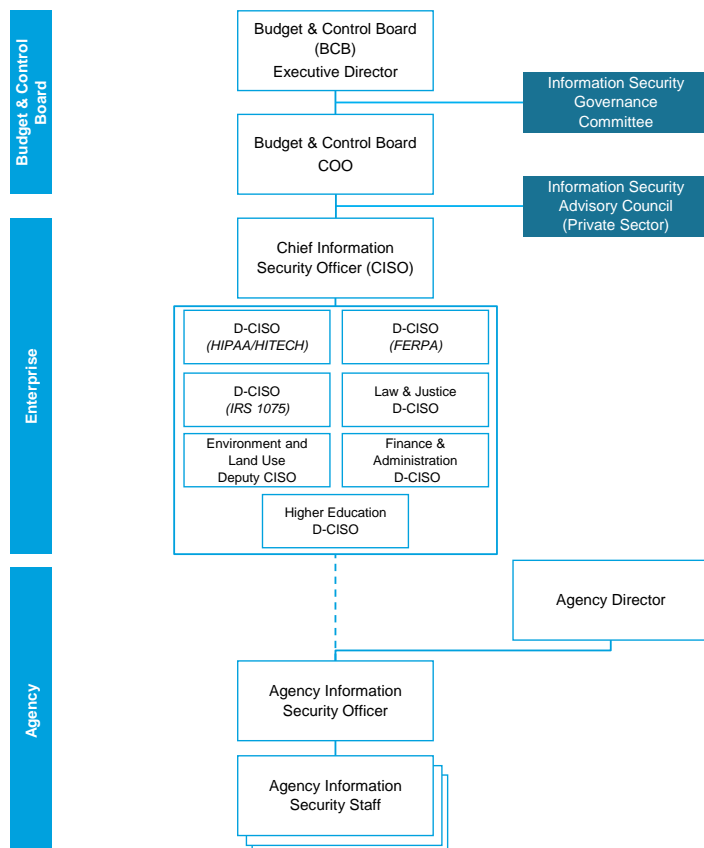 Budget & Control
Board
Budget & Control Board
(BCB)
Executive Director
Information Security
Governance
Committee
Budget & Control Board
COO
Information Security
Advisory Council
(Private Sector)
Enterprise
Chief Information
Security Officer (CISO)
D-CISO
(HIPAA/HITECH)
D-CISO
(FERPA)
D-CISO
(IRS 1075)
Law & Justice
D-CISO
Environment and
Land Use
Deputy CISO
Finance &
Administration
D-CISO
Higher Education
D-CISO
Agency
Agency Director
Agency Information
Security Officer
Agency Information
Security Staff